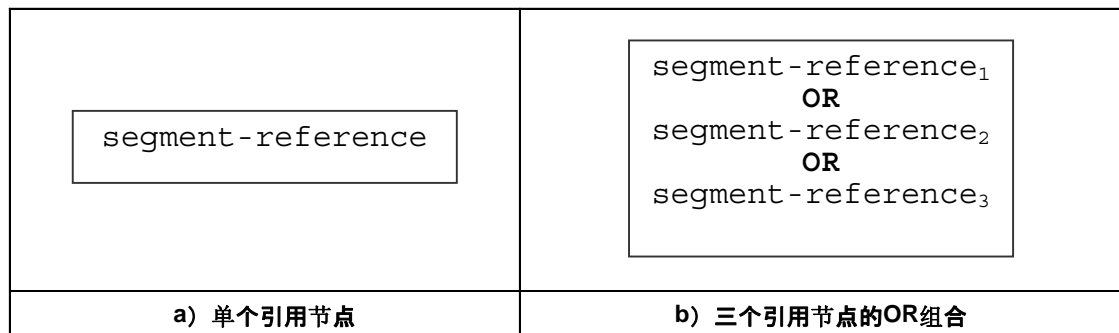 segment-reference
segment-reference₁
OR
segment-reference₂
OR
segment-reference₃
a）单个引用节点
b）三个引用节点的OR组合